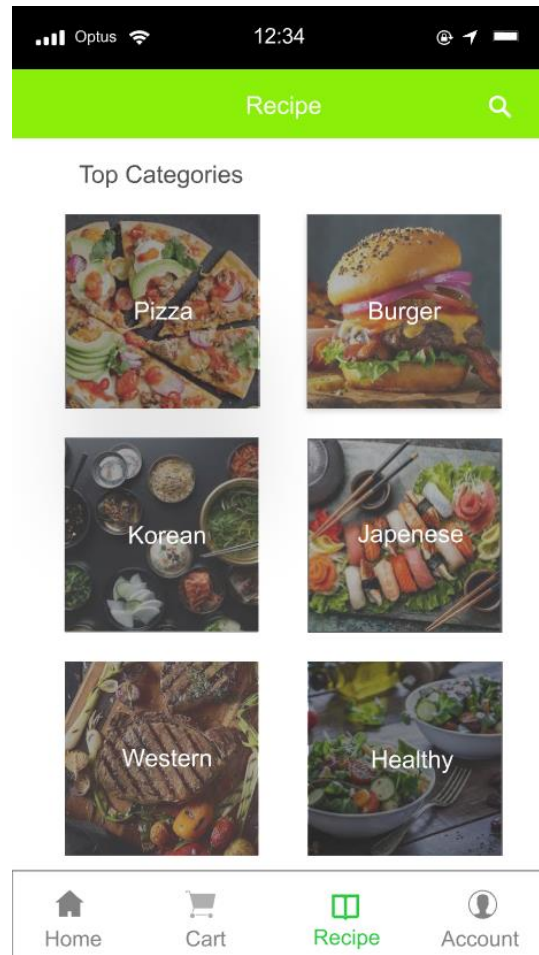 Optus 12:34
Recipe
Top Categories
Pizza Burger
Korean Japenese
Western Healthy
Home Cart Recipe Account